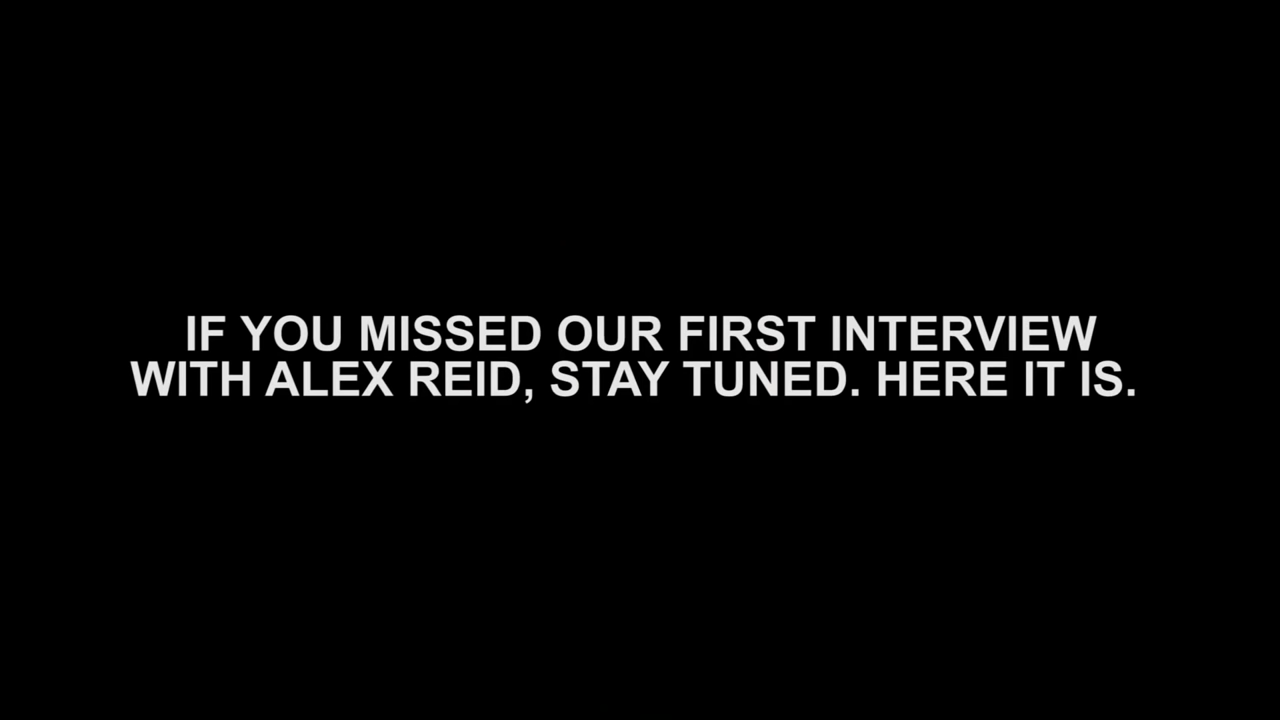 IF YOU MISSED OUR FIRST INTERVIEW
WITH ALEX REID, STAY TUNED. HERE IT IS.